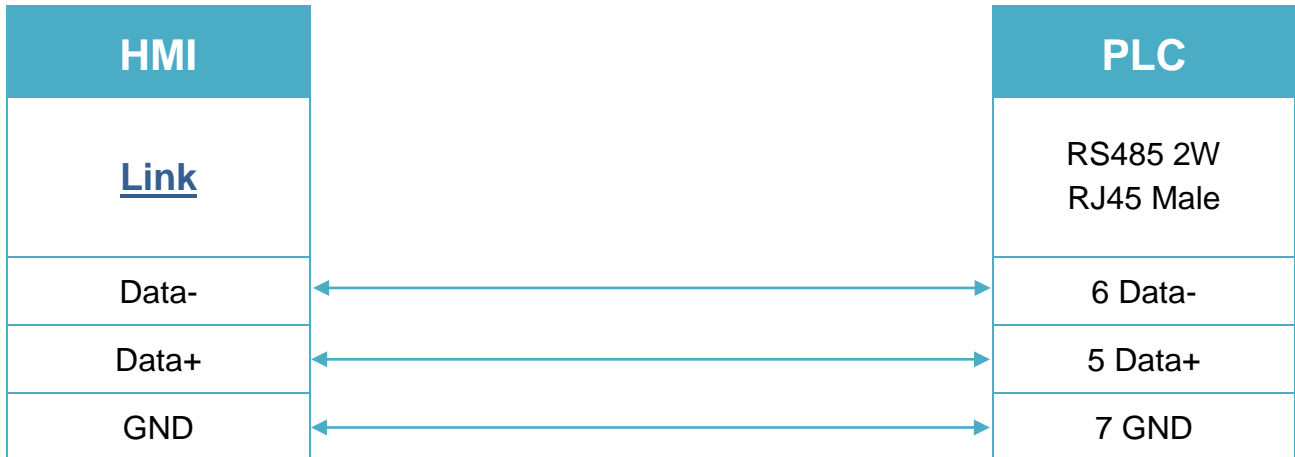 HMI
PLC
Link
RS485 2W
RJ45 Male
Data-
6 Data-
Data+
5 Data+
GND
7 GND